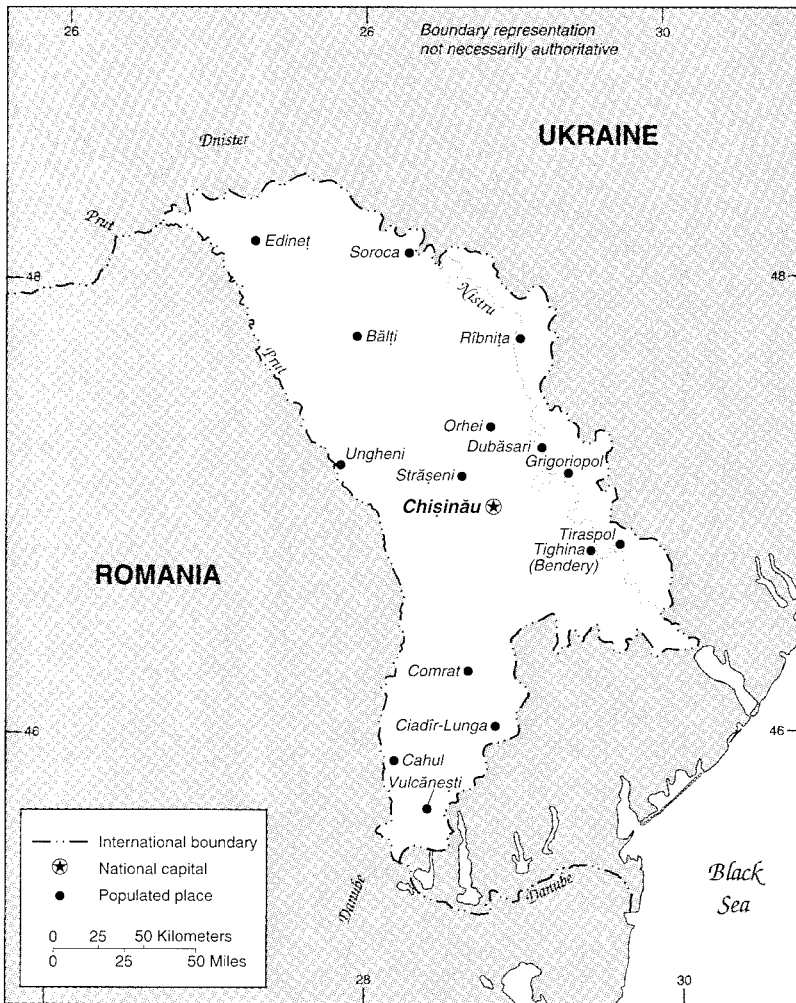 26
26
30
Boundary representation
not necessarily authoritative
Dnister
UKRAINE
Prut
Edineț
Soroca
48
48
Nistru
Bălți
Rîbnița
Prut
Orhei
Dubăsari
Ungheni
Grigoriopol
Strășeni
Chișinău
Tiraspol
Tighina
(Bendery)
ROMANIA
Comrat
Ciadîr-Lunga
46
46
Cahul
Vulcănești
International boundary
National capital
Populated place
0 25 50 Kilometers
0 25 50 Miles
Danube
Danube
Black
Sea
28
30